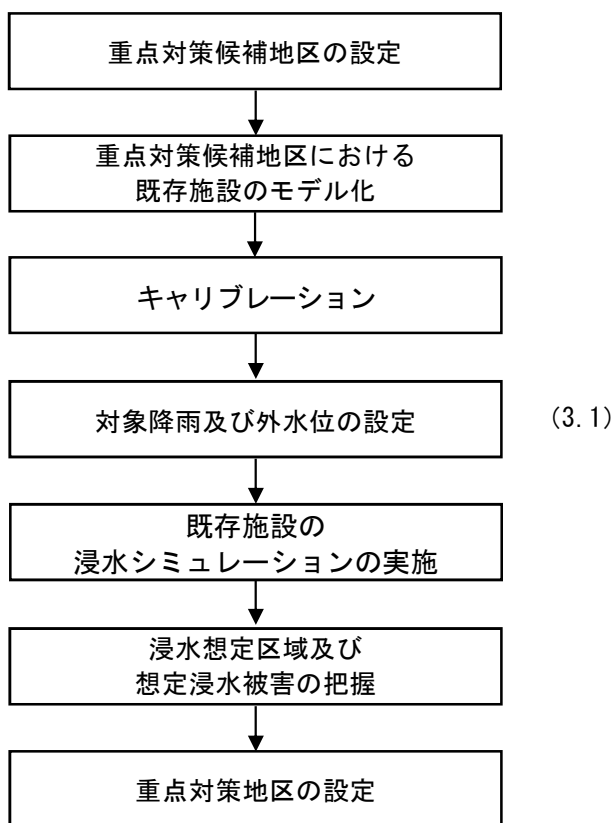 重点対策候補地区の設定
重点対策候補地区における
既存施設のモデル化
キャリブレーション
対象降雨及び外水位の設定
(3.1)
既存施設の
浸水シミュレーションの実施
浸水想定区域及び
想定浸水被害の把握
重点対策地区の設定